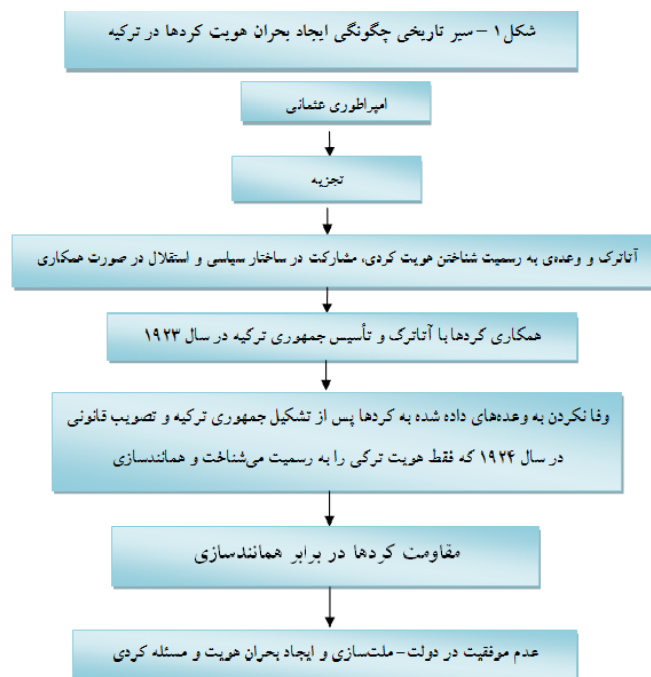 شکل۱ – سیر تاریخی چگونگی ایجاد بحران هویت کردها در ترکیه
امپراطوری عثمانی
تجزیه
آتاترک و وعده‌ی به رسمیت شناختن هویت کردی، مشارکت در ساختار سیاسی و استقلال در صورت همکاری
همکاری کردها با آتاترک و تأسیس جمهوری ترکیه در سال ۱۹۲۳
وفا نکردن به وعده‌های داده شده به کردها پس از تشکیل جمهوری ترکیه و تصویب قانونی
در سال ۱۹۲۴ که فقط هویت ترکی را به رسمیت می‌شناخت و همانندسازی
مقاومت کردها در برابر همانندسازی
عدم موفقیت در دولت– ملت‌سازی و ایجاد بحران هویت و مسئله کردی